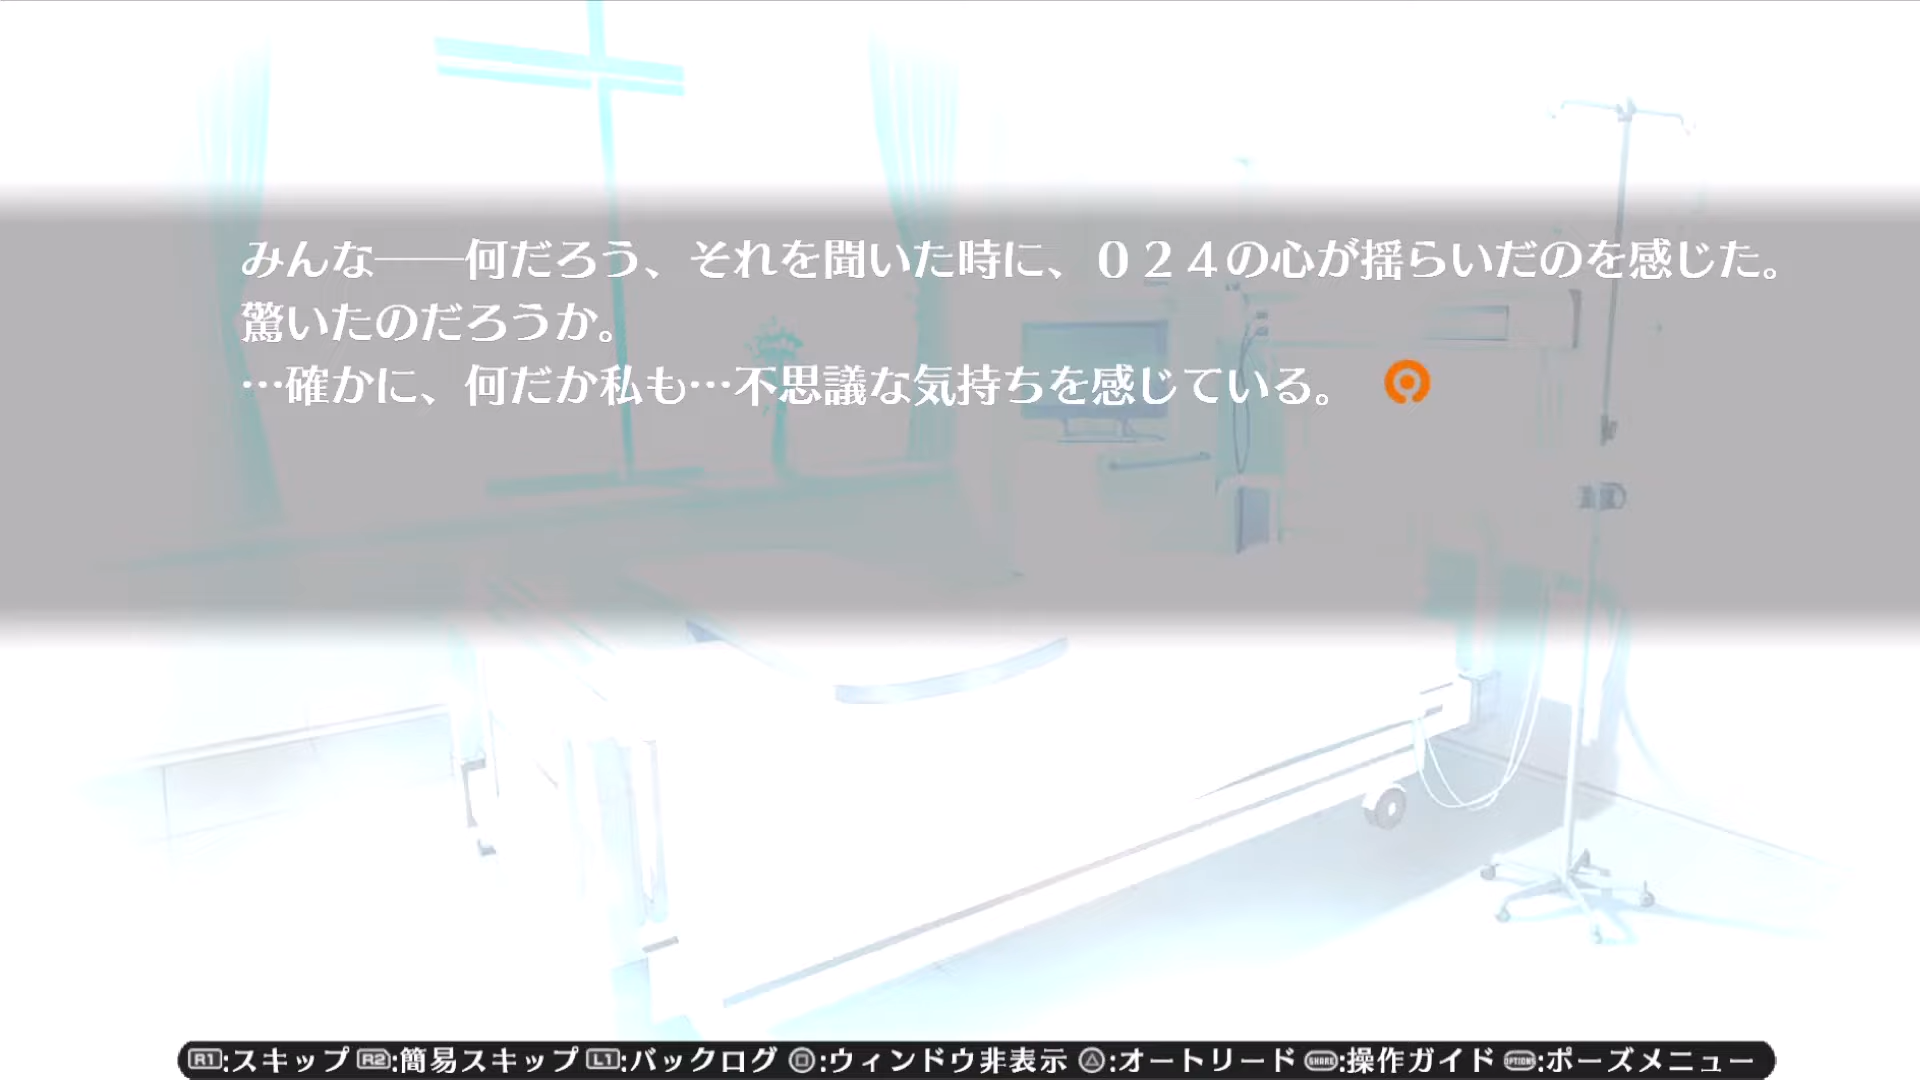 みんな――何だろう、それを聞いた時に、０２４の心が揺らいだのを感じた。
驚いたのだろうか。
…確かに、何だか私も…不思議な気持ちを感じている。
R1:スキップ R2:簡易スキップ L1:バックログ □:ウィンドウ非表示 △:オートリード SHARE:操作ガイド OPTIONS:ポーズメニュー